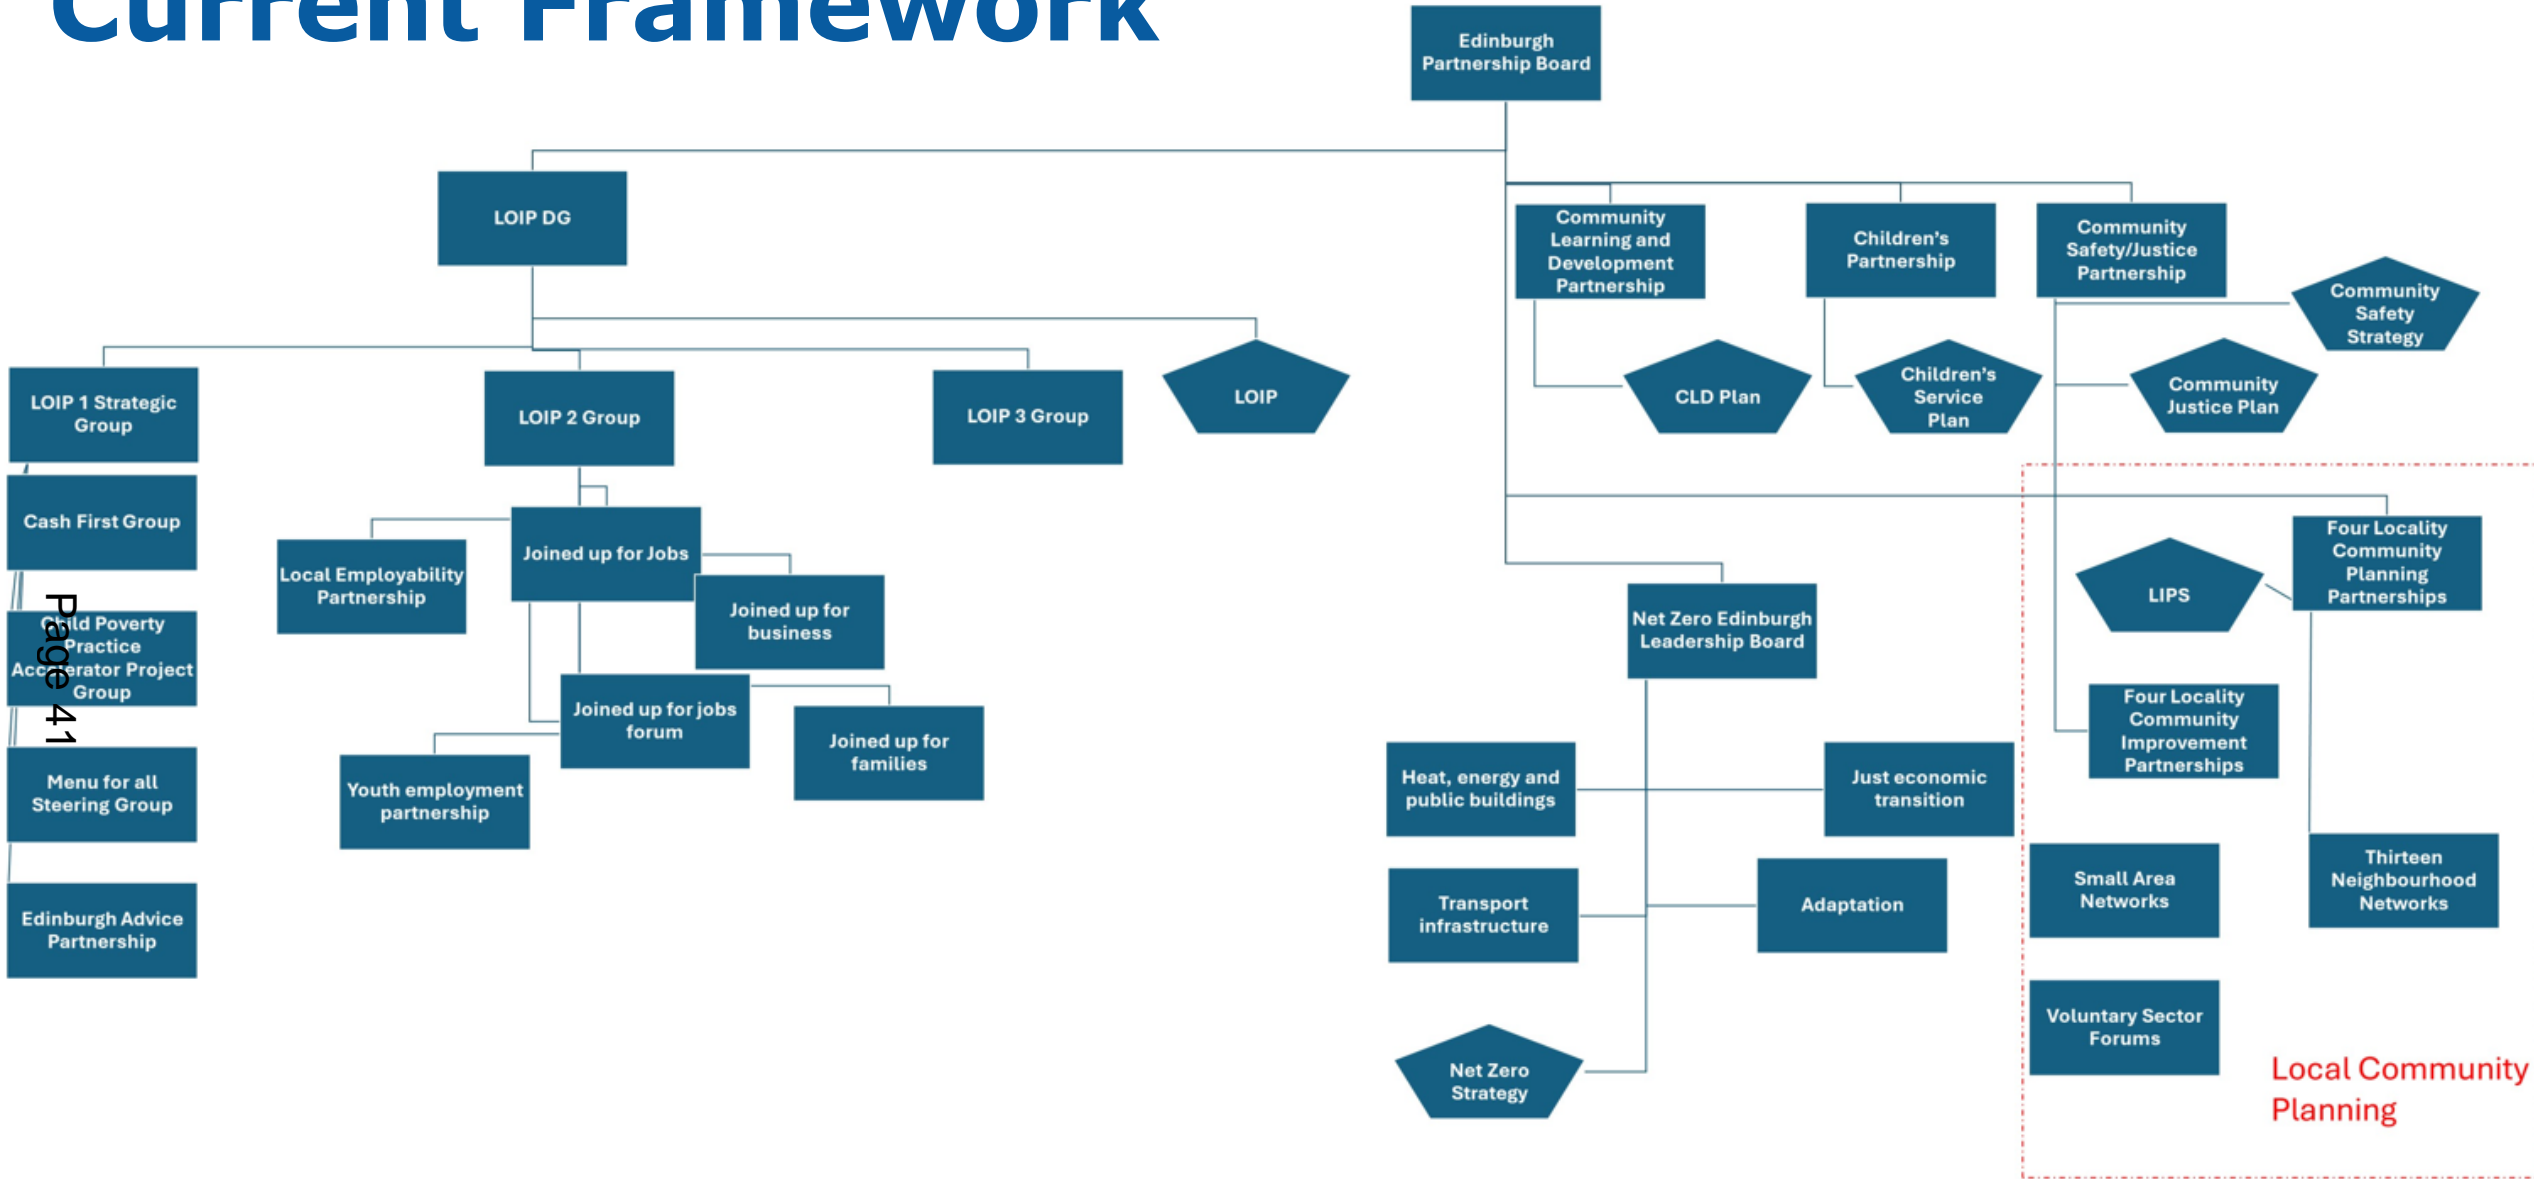 Current Framework
Edinburgh
Partnership Board
LOIP DG
Community
Learning and
Development
Partnership
Children's
Partnership
Community
Safety/Justice
Partnership
Community
Safety
Strategy
LOIP 1 Strategic
Group
LOIP 2 Group
LOIP 3 Group
LOIP
CLD Plan
Children's
Service
Plan
Community
Justice Plan
Cash First Group
Joined up for Jobs
Local Employability
Partnership
Joined up for
business
Four Locality
Community
Planning
Partnerships
LIPS
Net Zero Edinburgh
Leadership Board
Child Poverty
Practice
Accelerator Project
Group
Page 41
Joined up for jobs
forum
Joined up for
families
Four Locality
Community
Improvement
Partnerships
Menu for all
Steering Group
Youth employment
partnership
Heat, energy and
public buildings
Just economic
transition
Edinburgh Advice
Partnership
Transport
infrastructure
Adaptation
Small Area
Networks
Thirteen
Neighbourhood
Networks
Voluntary Sector
Forums
Net Zero
Strategy
Local Community
Planning